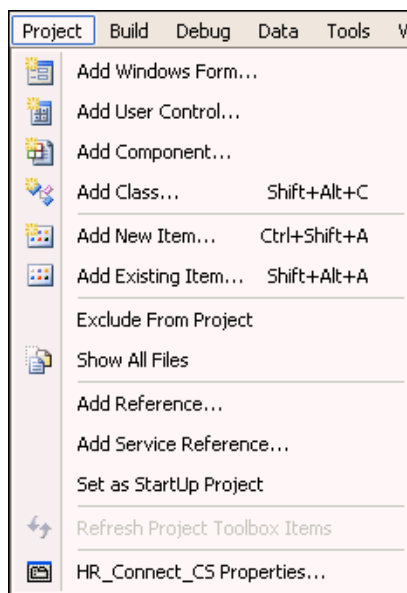 Project Build Debug Data Tools
Add Windows Form...
Add User Control...
Add Component...
Add Class... Shift+Alt+C
Add New Item... Ctrl+Shift+A
Add Existing Item... Shift+Alt+A
Exclude From Project
Show All Files
Add Reference...
Add Service Reference...
Set as StartUp Project
Refresh Project Toolbox Items
HR_Connect_CS Properties...